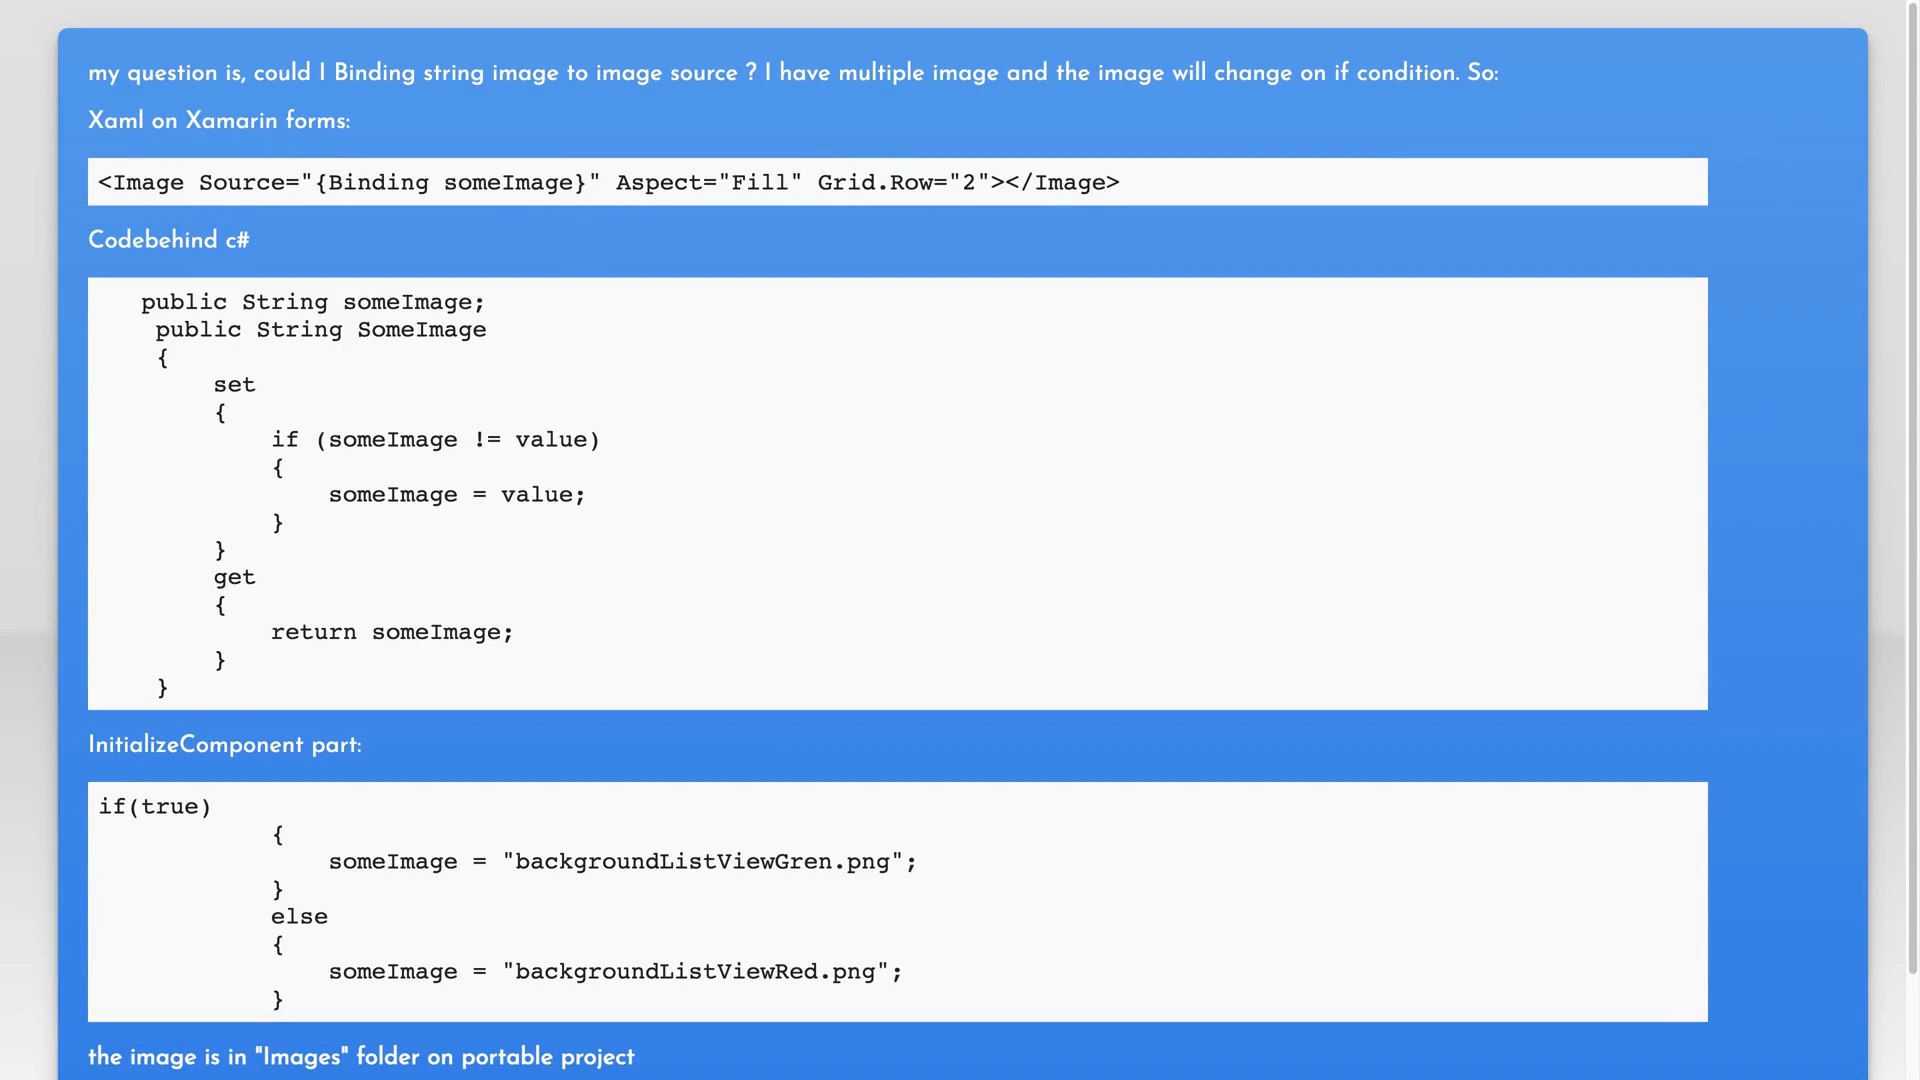 my question is, could I Binding string image to image source ? I have multiple image and the image will change on if condition. So:
Xaml on Xamarin forms:
<Image Source="{Binding someImage}" Aspect="Fill" Grid.Row="2"></Image>
Codebehind c#
public String someImage;
public String SomeImage
{
set
{
if (someImage != value)
{
someImage = value;
}
}
get
{
return someImage;
}
}
InitializeComponent part:
if(true)
{
someImage = "backgroundListViewGren.png";
}
else
{
someImage = "backgroundListViewRed.png";
}
the image is in "Images" folder on portable project